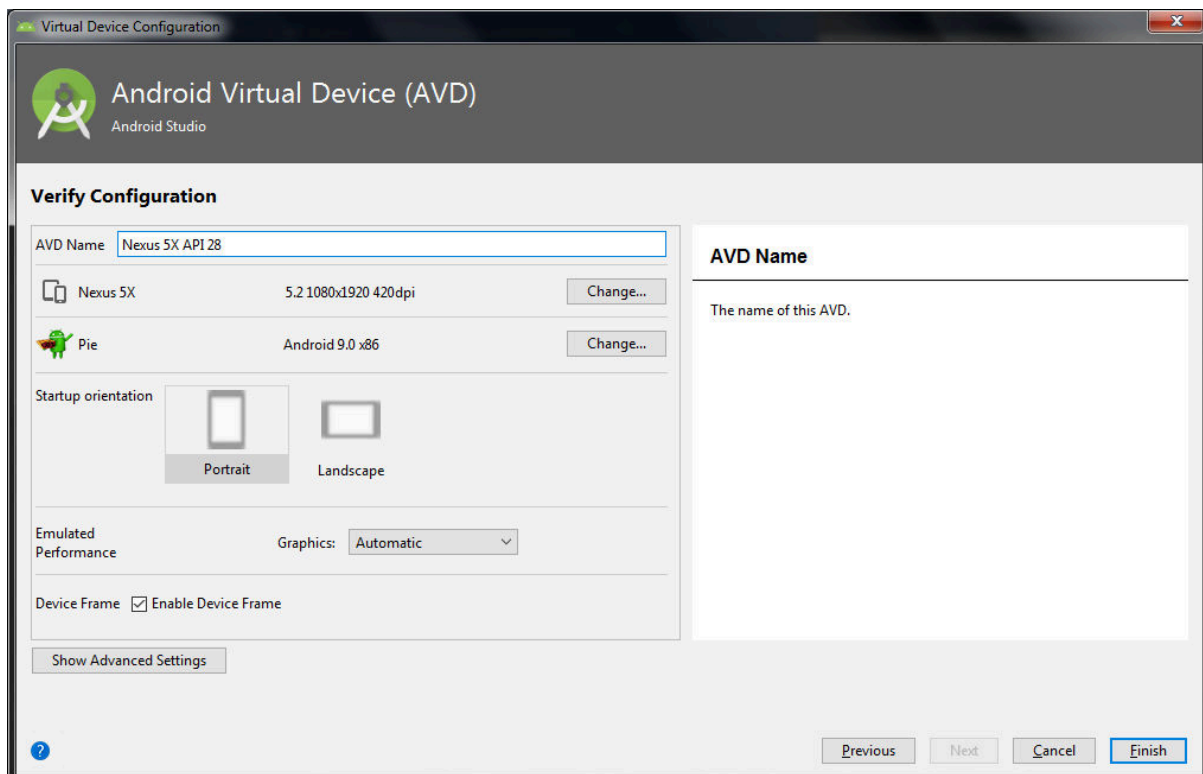 Virtual Device Configuration
x
Android Virtual Device (AVD)
Android Studio
Verify Configuration
AVD Name Nexus 5X API 28
Nexus 5X 5.2 1080x1920 420dpi Change...
Pie Android 9.0 x86 Change...
Startup orientation
Portrait Landscape
Emulated
Performance Graphics: Automatic
Device Frame Enable Device Frame
Show Advanced Settings
AVD Name
The name of this AVD.
?
Previous Next Cancel Finish